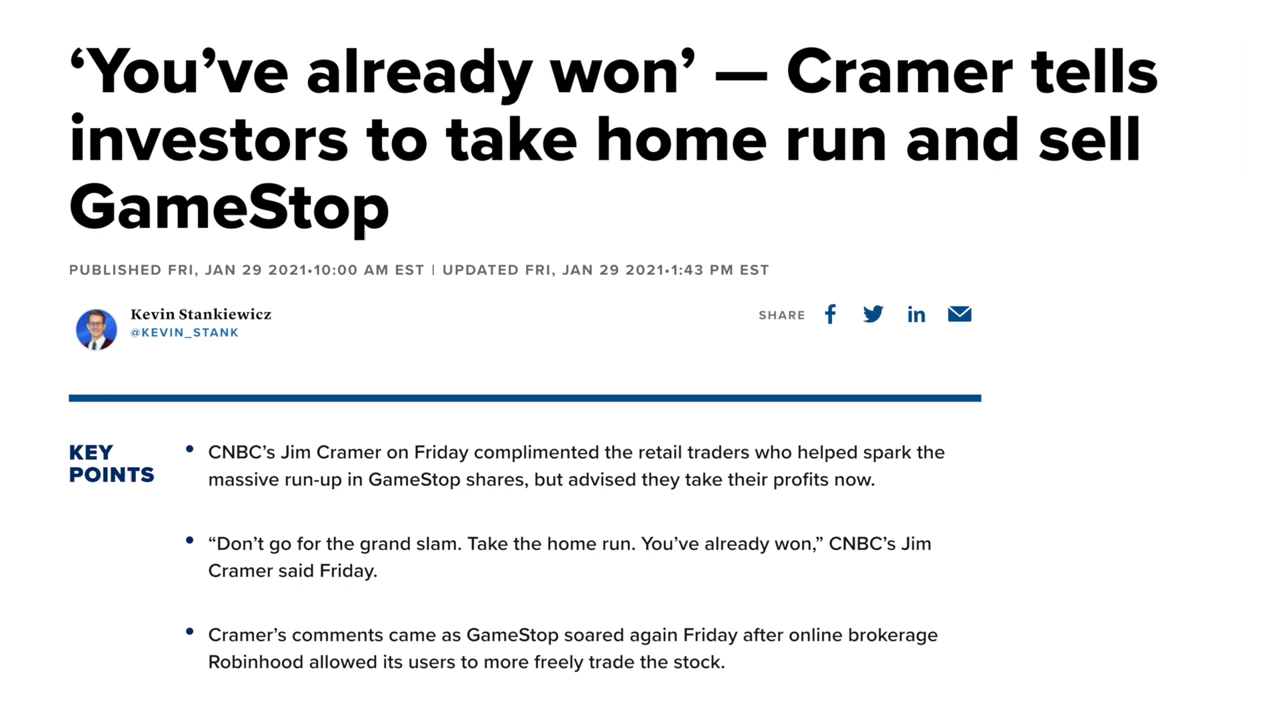 ‘You’ve already won’ — Cramer tells
investors to take home run and sell
GameStop
PUBLISHED FRI, JAN 29 2021•10:00 AM EST | UPDATED FRI, JAN 29 2021•1:43 PM EST
Kevin Stankiewicz
@KEVIN_STANK
SHARE
KEY
POINTS
• CNBC’s Jim Cramer on Friday complimented the retail traders who helped spark the
massive run-up in GameStop shares, but advised they take their profits now.
• “Don’t go for the grand slam. Take the home run. You’ve already won,” CNBC’s Jim
Cramer said Friday.
• Cramer’s comments came as GameStop soared again Friday after online brokerage
Robinhood allowed its users to more freely trade the stock.